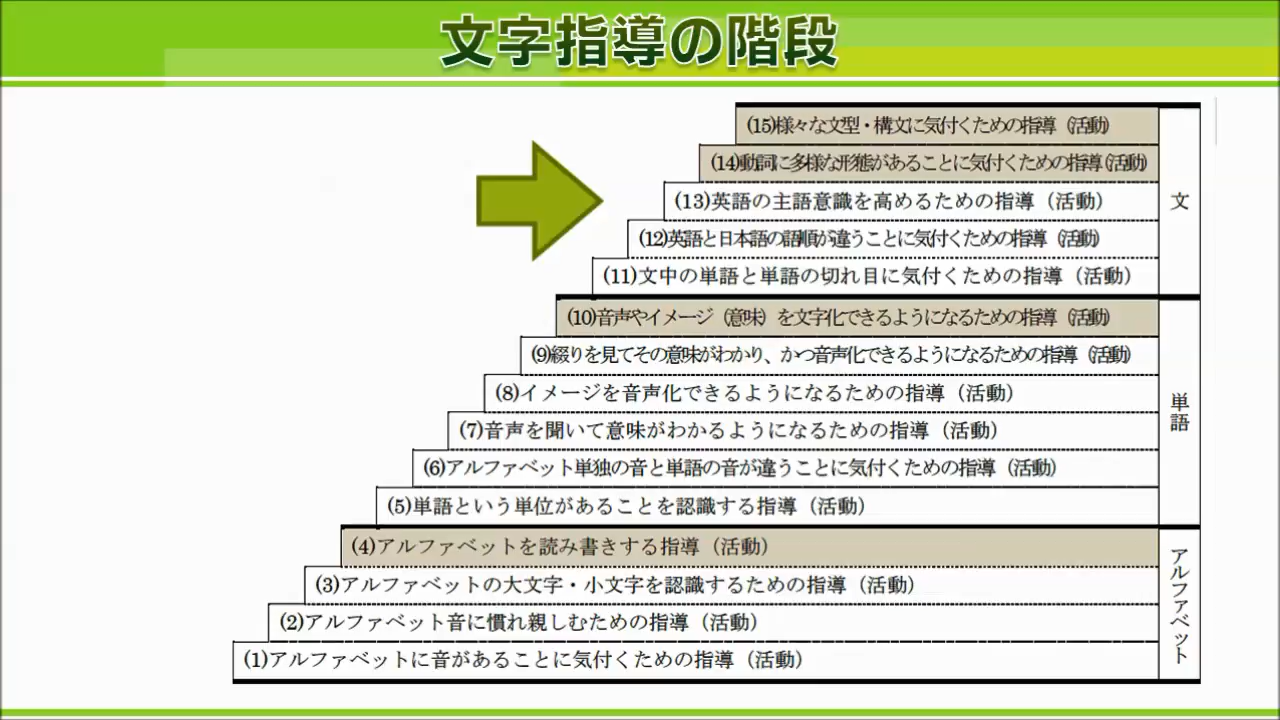 文字指導の階段
(15)様々な文型・構文に気付くための指導（活動）
(14)動詞に多様な形態があることに気付くための指導（活動）
(13)英語の主語意識を高めるための指導（活動）
文
(12)英語と日本語の語順が違うことに気付くための指導（活動）
(11)文中の単語と単語の切れ目に気付くための指導（活動）
(10)音声やイメージ（意味）を文字化できるようになるための指導（活動）
(9)綴りを見てその意味がわかり、かつ音声化できるようになるための指導（活動）
(8)イメージを音声化できるようになるための指導（活動）
単語
(7)音声を聞いて意味がわかるようになるための指導（活動）
(6)アルファベット単独の音と単語の音が違うことに気付くための指導（活動）
(5)単語という単位があることを認識する指導（活動）
(4)アルファベットを読み書きする指導（活動）
(3)アルファベットの大文字・小文字を認識するための指導（活動）
アルファベット
(2)アルファベット音に慣れ親しむための指導（活動）
(1)アルファベットに音があることに気付くための指導（活動）